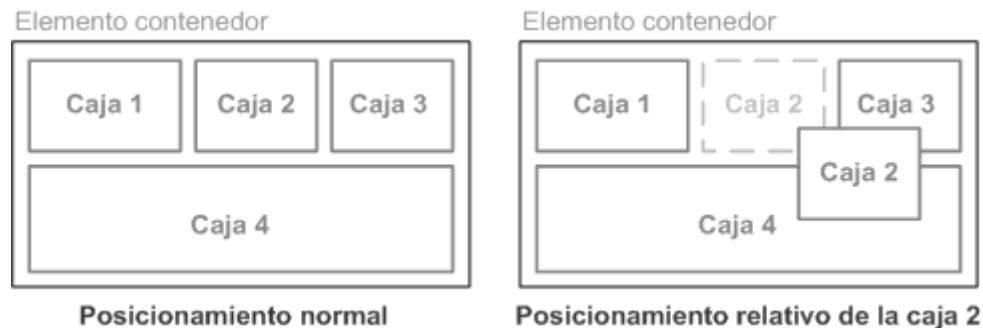 Elemento contenedor
Caja 1
Caja 2
Caja 3
Caja 4
Posicionamiento normal
Elemento contenedor
Caja 1
Caja 2
Caja 3
Caja 2
Caja 4
Posicionamiento relativo de la caja 2